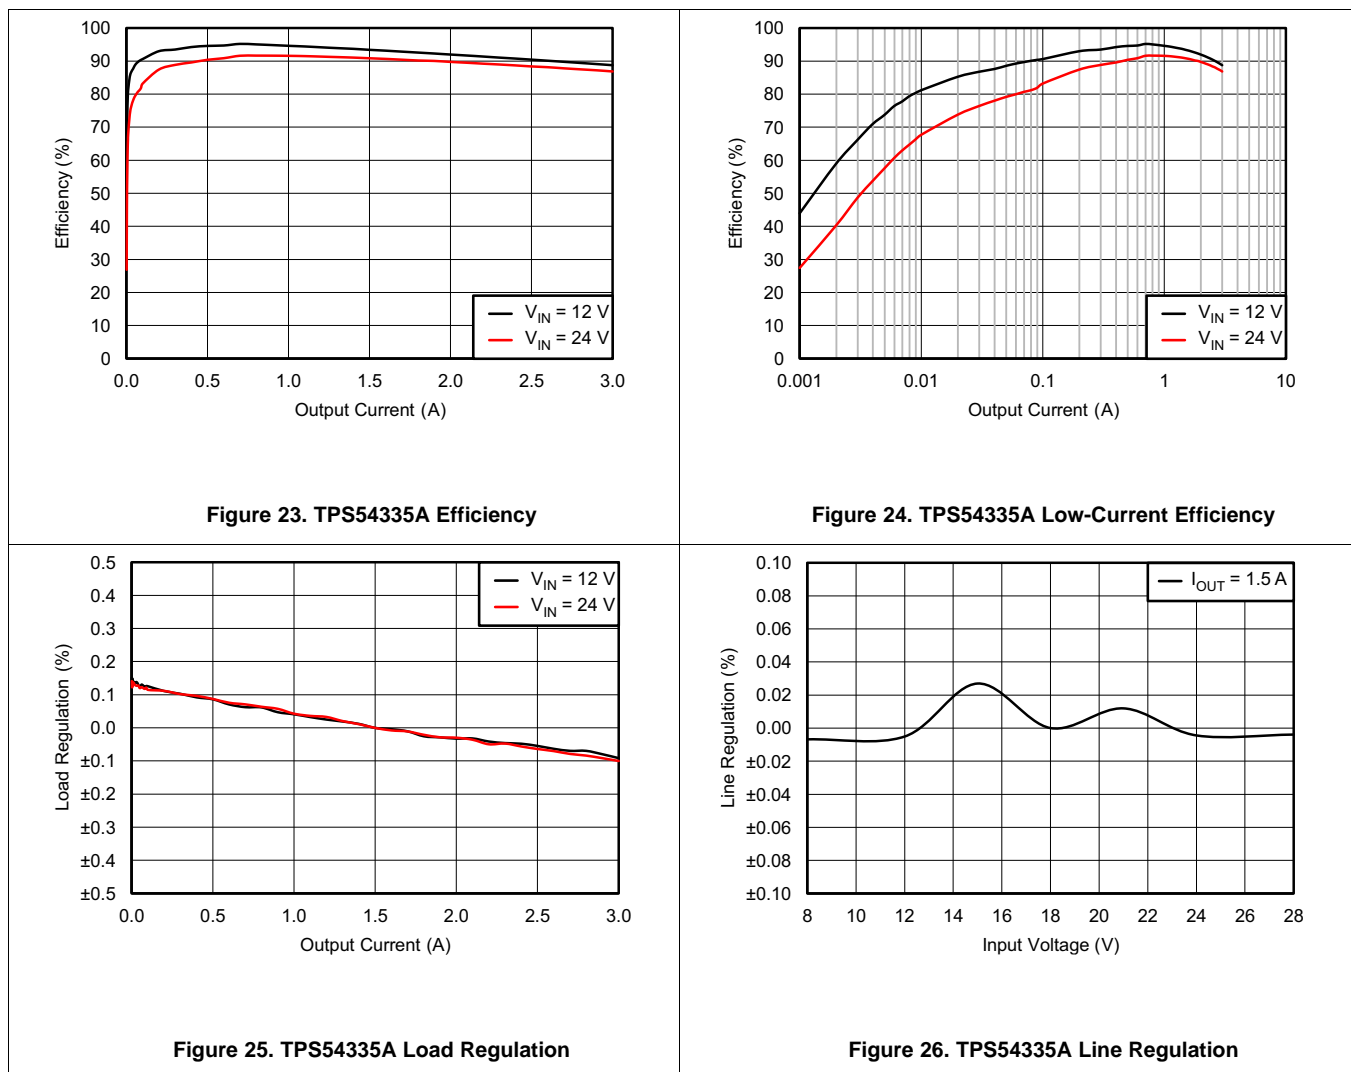 100
90
80
70
60
50
40
30
20
10
0
Efficiency (%)
V_IN = 12 V
V_IN = 24 V
0.0 0.5 1.0 1.5 2.0 2.5 3.0
Output Current (A)
Figure 23. TPS54335A Efficiency
100
90
80
70
60
50
40
30
20
10
0
Efficiency (%)
V_IN = 12 V
V_IN = 24 V
0.001 0.01 0.1 1 10
Output Current (A)
Figure 24. TPS54335A Low-Current Efficiency
0.5
0.4
0.3
0.2
0.1
0.0
±0.1
±0.2
±0.3
±0.4
±0.5
Load Regulation (%)
V_IN = 12 V
V_IN = 24 V
0.0 0.5 1.0 1.5 2.0 2.5 3.0
Output Current (A)
Figure 25. TPS54335A Load Regulation
0.10
0.08
0.06
0.04
0.02
0.00
±0.02
±0.04
±0.06
±0.08
±0.10
Line Regulation (%)
I_OUT = 1.5 A
8 10 12 14 16 18 20 22 24 26 28
Input Voltage (V)
Figure 26. TPS54335A Line Regulation